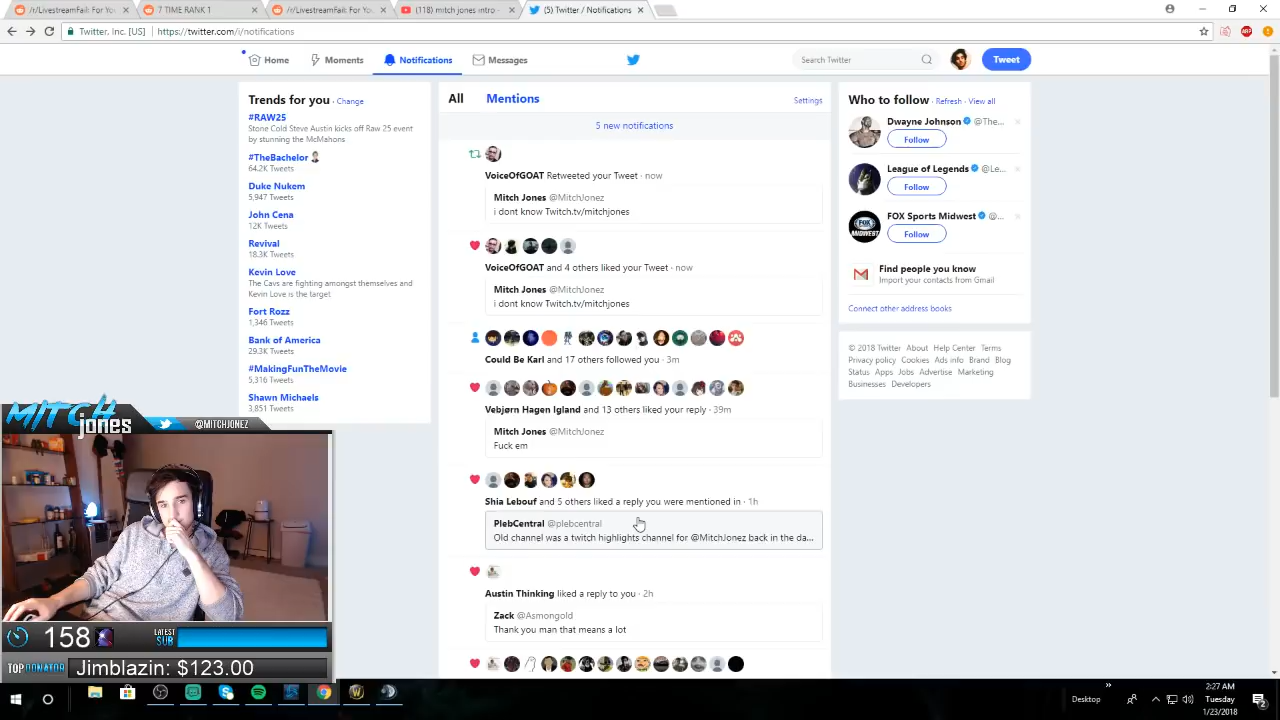 /r/LivestreamFail: For You
7 TIME RANK 1
/r/LivestreamFail: For You
(118) mitch jones intro -
(5) Twitter / Notifications
Twitter, Inc. [US]
https://twitter.com/i/notifications
Home
Moments
Notifications
Messages
Search Twitter
Tweet
Trends for you · Change
#RAW25
Stone Cold Steve Austin kicks off Raw 25 event
by stunning the McMahons
#TheBachelor
64.2K Tweets
Duke Nukem
5,947 Tweets
John Cena
12K Tweets
Revival
18.3K Tweets
Kevin Love
The Cavs are fighting amongst themselves and
Kevin Love is the target
Fort Rozz
1,346 Tweets
Bank of America
29.3K Tweets
#MakingFunTheMovie
5,316 Tweets
Shawn Michaels
3,851 Tweets
All
Mentions
Settings
5 new notifications
VoiceOfGOAT Retweeted your Tweet · now
Mitch Jones @MitchJonez
i dont know Twitch.tv/mitchjones
VoiceOfGOAT and 4 others liked your Tweet · now
Mitch Jones @MitchJonez
i dont know Twitch.tv/mitchjones
Could Be Karl and 17 others followed you · 3m
Vebjørn Hagen Igland and 13 others liked your reply · 39m
Mitch Jones @MitchJonez
Fuck em
Shia Lebouf and 5 others liked a reply you were mentioned in · 1h
PlebCentral @plebcentral
Old channel was a twitch highlights channel for @MitchJonez back in the da...
Austin Thinking liked a reply to you · 2h
Zack @Asmongold
Thank you man that means a lot
Who to follow · Refresh · View all
Dwayne Johnson @The...
Follow
League of Legends @Le...
Follow
FOX Sports Midwest @...
Follow
Find people you know
Import your contacts from Gmail
Connect other address books
© 2018 Twitter About Help Center Terms
Privacy policy Cookies Ads info Brand Blog
Status Apps Jobs Advertise Marketing
Businesses Developers
MITCH
jones
@MITCHJONEZ
158
LATEST
SUB
TOP DONATOR
Jimblazin: $123.00
Desktop
2:27 AM
Tuesday
1/23/2018